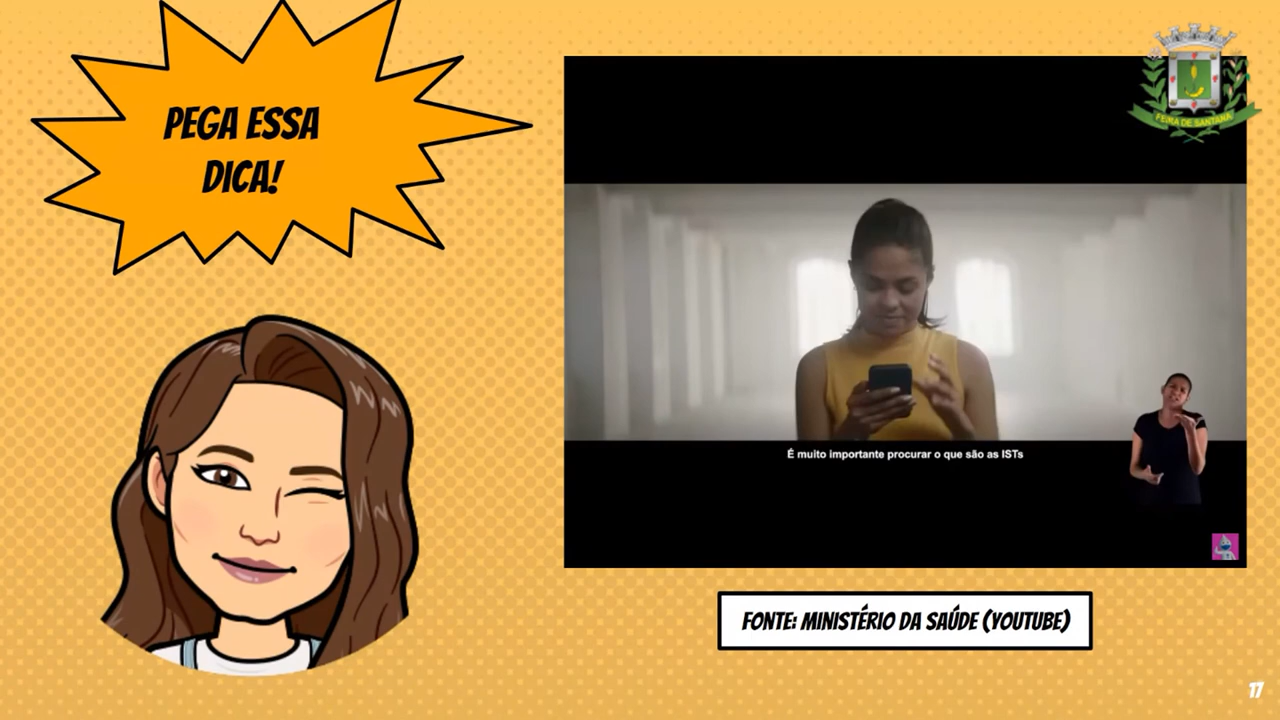 PEGA ESSA
DICA!
FEIRA DE SANTANA
É muito importante procurar o que são as ISTs
FONTE: MINISTÉRIO DA SAÚDE (YOUTUBE)
17